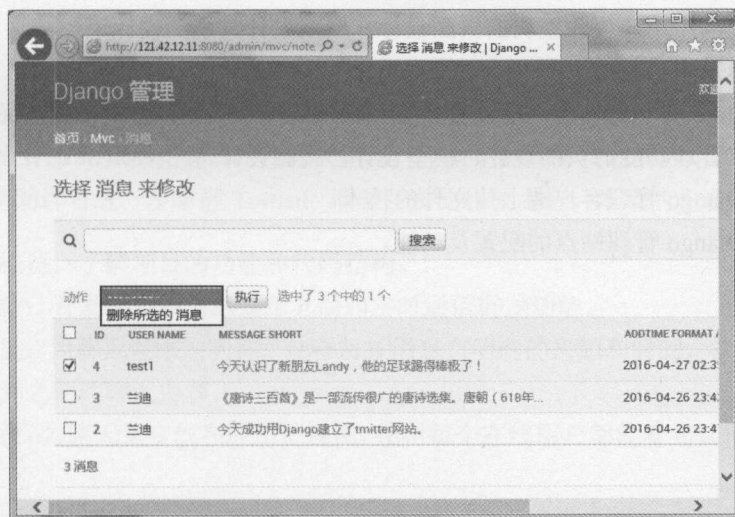 http://121.42.12.11:8080/admin/mvc/note
选择 消息 来修改 | Django ...
Django 管理
首页 › Mvc › 消息
选择 消息 来修改
搜索
动作 --------- 执行 选中了 3 个中的 1 个
删除所选的 消息
ID USER NAME MESSAGE SHORT ADDTIME FORMAT
4 test1 今天认识了新朋友Landy，他的足球踢得棒极了！ 2016-04-27 02:3
3 兰迪 《唐诗三百首》是一部流传很广的唐诗选集。唐朝（618年... 2016-04-26 23:4
2 兰迪 今天成功用Django建立了tmitter网站。 2016-04-26 23:4
3 消息